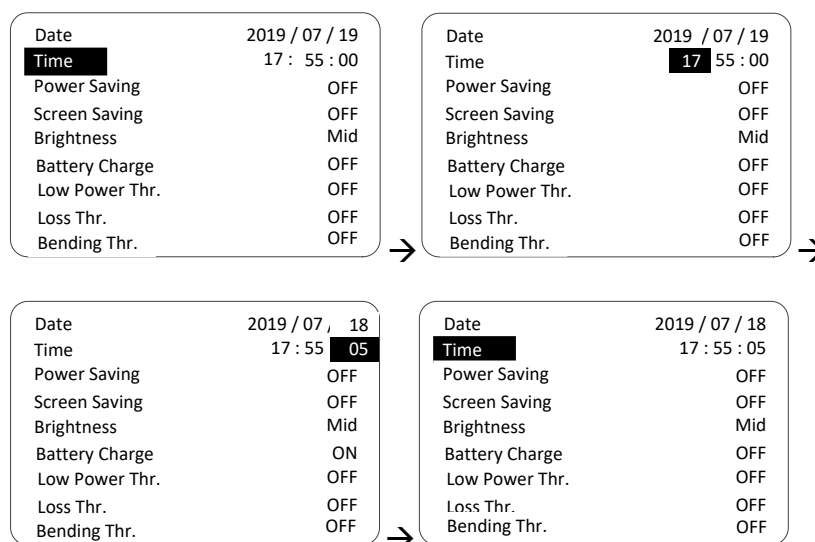 Date 2019 / 07 / 19
Time 17 : 55 : 00
Power Saving OFF
Screen Saving OFF
Brightness Mid
Battery Charge OFF
Low Power Thr. OFF
Loss Thr. OFF
Bending Thr. OFF
→
Date 2019 / 07 / 19
Time 17 55 : 00
Power Saving OFF
Screen Saving OFF
Brightness Mid
Battery Charge OFF
Low Power Thr. OFF
Loss Thr. OFF
Bending Thr. OFF
→
Date 2019 / 07 / 18
Time 17 : 55 05
Power Saving OFF
Screen Saving OFF
Brightness Mid
Battery Charge ON
Low Power Thr. OFF
Loss Thr. OFF
Bending Thr. OFF
→
Date 2019 / 07 / 18
Time 17 : 55 : 05
Power Saving OFF
Screen Saving OFF
Brightness Mid
Battery Charge OFF
Low Power Thr. OFF
Loss Thr. OFF
Bending Thr. OFF